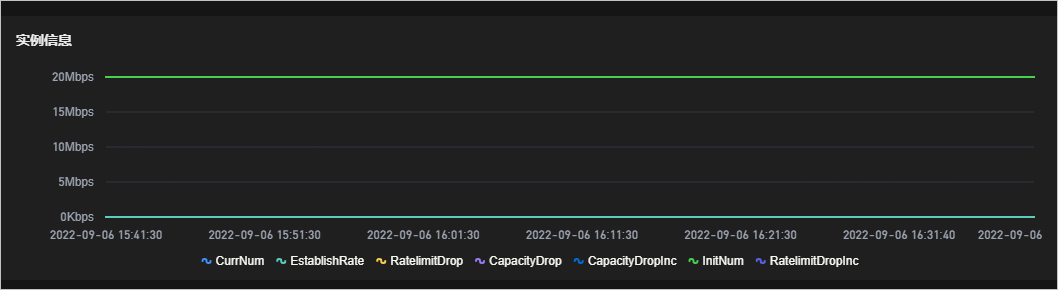 实例信息
20Mbps
15Mbps
10Mbps
5Mbps
0Kbps
2022-09-06 15:41:30 2022-09-06 15:51:30 2022-09-06 16:01:30 2022-09-06 16:11:30 2022-09-06 16:21:30 2022-09-06 16:31:40 2022-09-06
CurrNum EstablishRate RatelimitDrop CapacityDrop CapacityDropInc InitNum RatelimitDropInc